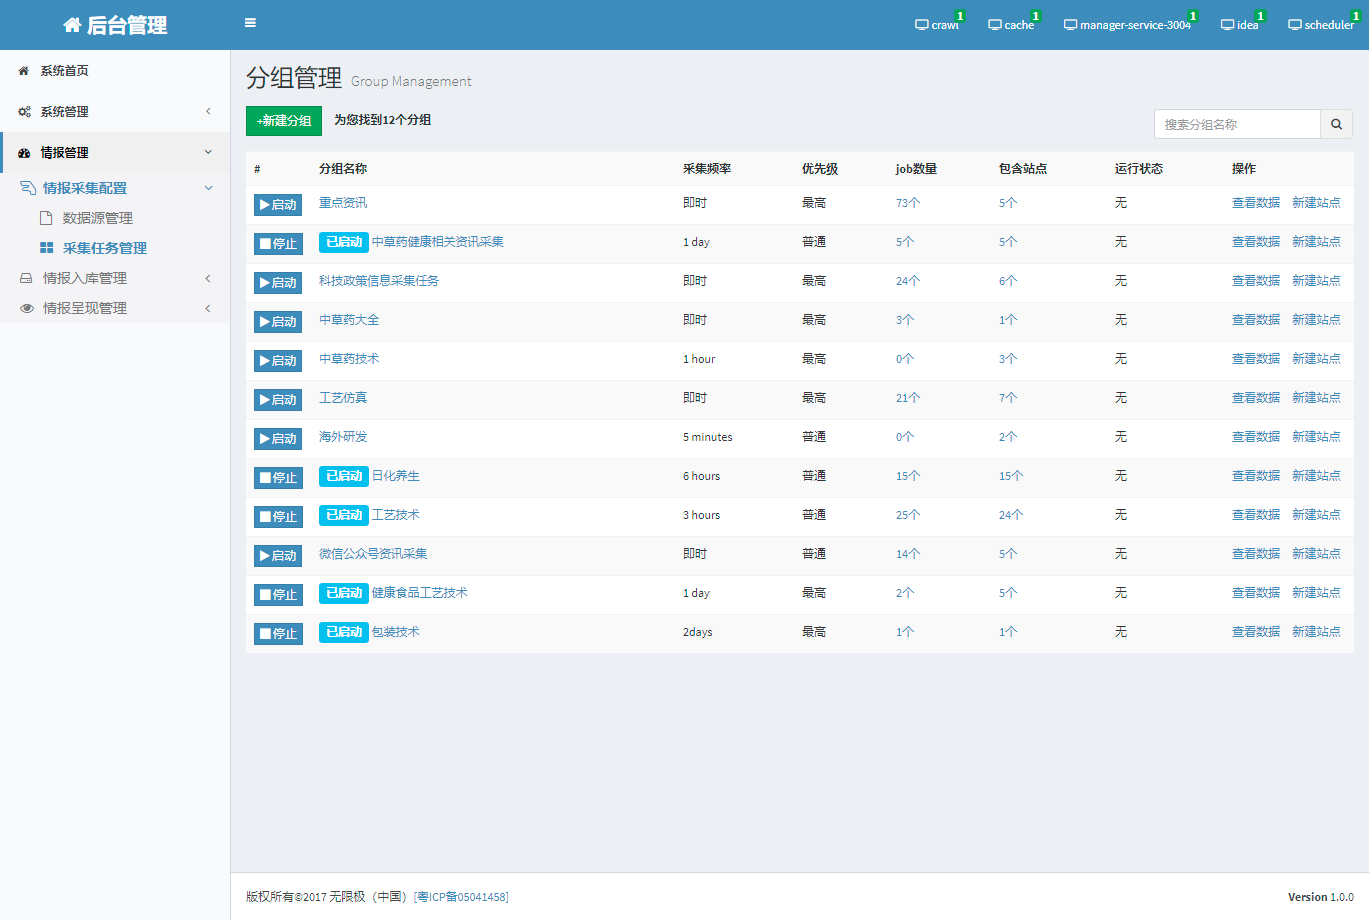 后台管理
crawl 1 cache 1 manager-service-3004 1 idea 1 scheduler 1
系统首页
系统管理
情报管理
情报采集配置
数据源管理
采集任务管理
情报入库管理
情报呈现管理
分组管理 Group Management
+新建分组 为您找到12个分组 搜索分组名称
# 分组名称 采集频率 优先级 job数量 包含站点 运行状态 操作
启动 重点资讯 即时 最高 73个 5个 无 查看数据 新建站点
停止 已启动 中草药健康相关资讯采集 1 day 普通 5个 5个 无 查看数据 新建站点
启动 科技政策信息采集任务 即时 最高 24个 6个 无 查看数据 新建站点
启动 中草药大全 即时 最高 3个 1个 无 查看数据 新建站点
启动 中草药技术 1 hour 最高 0个 3个 无 查看数据 新建站点
启动 工艺仿真 即时 最高 21个 7个 无 查看数据 新建站点
启动 海外研发 5 minutes 普通 0个 2个 无 查看数据 新建站点
停止 已启动 日化养生 6 hours 普通 15个 15个 无 查看数据 新建站点
停止 已启动 工艺技术 3 hours 普通 25个 24个 无 查看数据 新建站点
启动 微信公众号资讯采集 即时 普通 14个 5个 无 查看数据 新建站点
停止 已启动 健康食品工艺技术 1 day 最高 2个 5个 无 查看数据 新建站点
停止 已启动 包装技术 2days 最高 1个 1个 无 查看数据 新建站点
版权所有©2017 无限极（中国）[粤ICP备05041458] Version 1.0.0